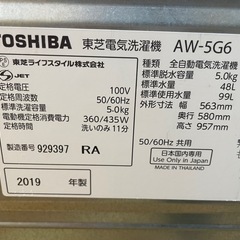 TOSHIBA 東芝電気洗濯機 AW-5G6
東芝ライフスタイル株式会社
JET
定格電圧 100V
定格周波数 50/60Hz
標準洗濯容量 5.0kg
電動機定格消費電力 360/435W
洗いのみ 11分
製造番号 929397 RA
2019 年製
種類 全自動電気洗濯機
標準脱水容量 5.0kg
標準水量 48L
標準使用水量 99L
外形寸法 幅 563mm
奥行 580mm
高さ 957mm
50/60Hz 共用
日本国内専用
Use Only In Japan
MADE IN THAILAND